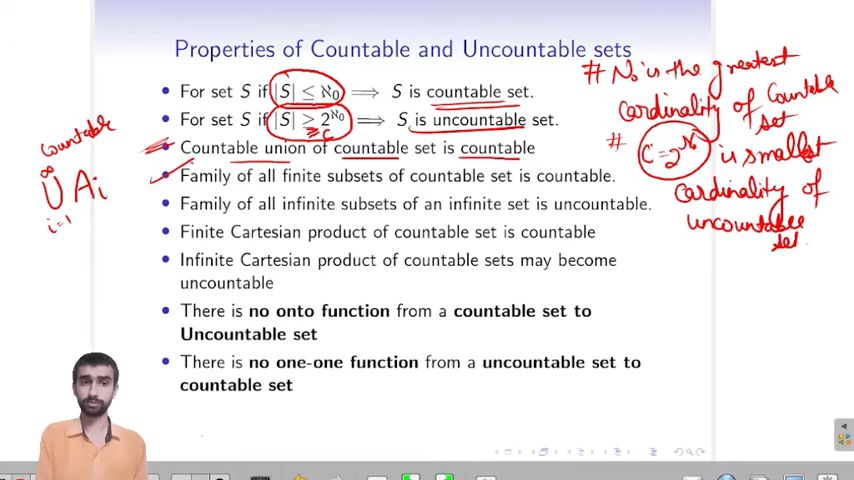 Properties of Countable and Uncountable sets
• For set S if |S| ≤ ℵ₀ ⟹ S is countable set.
• For set S if |S| ≥ 2^ℵ₀ ⟹ S is uncountable set.
c
• Countable union of countable set is countable
• Family of all finite subsets of countable set is countable.
• Family of all infinite subsets of an infinite set is uncountable.
• Finite Cartesian product of countable set is countable
• Infinite Cartesian product of countable sets may become
uncountable
• There is no onto function from a countable set to
Uncountable set
• There is no one-one function from a uncountable set to
countable set
countable
∞
∪ Ai
i=1
# ℵ₀ is the greatest
cardinality of Countable
set
# C=2^ℵ₀ is smallest
cardinality of
uncountable
set.